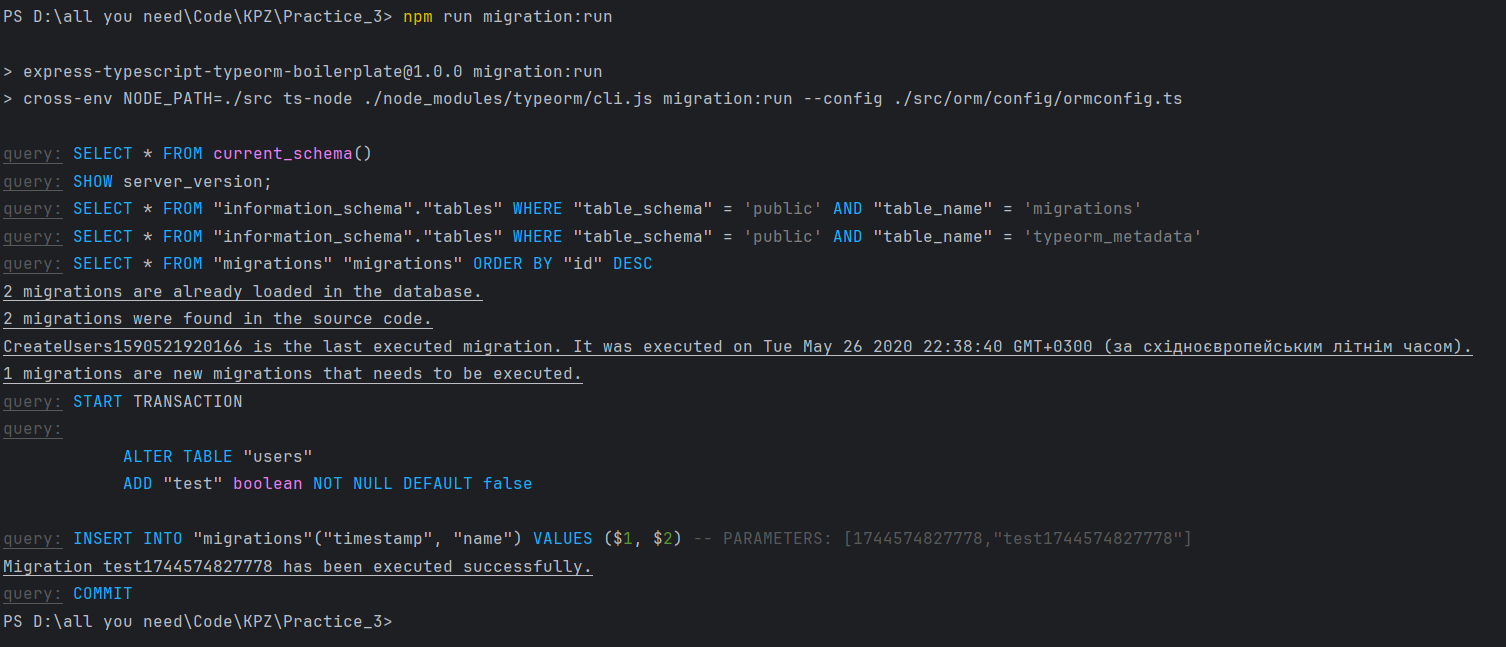 PS D:\all you need\Code\KPZ\Practice_3> npm run migration:run
> express-typescript-typeorm-boilerplate@1.0.0 migration:run
> cross-env NODE_PATH=./src ts-node ./node_modules/typeorm/cli.js migration:run --config ./src/orm/config/ormconfig.ts
query: SELECT * FROM current_schema()
query: SHOW server_version;
query: SELECT * FROM "information_schema"."tables" WHERE "table_schema" = 'public' AND "table_name" = 'migrations'
query: SELECT * FROM "information_schema"."tables" WHERE "table_schema" = 'public' AND "table_name" = 'typeorm_metadata'
query: SELECT * FROM "migrations" "migrations" ORDER BY "id" DESC
2 migrations are already loaded in the database.
2 migrations were found in the source code.
CreateUsers1590521920166 is the last executed migration. It was executed on Tue May 26 2020 22:38:40 GMT+0300 (за східноєвропейським літнім часом).
1 migrations are new migrations that needs to be executed.
query: START TRANSACTION
query:
ALTER TABLE "users"
ADD "test" boolean NOT NULL DEFAULT false
query: INSERT INTO "migrations"("timestamp", "name") VALUES ($1, $2) -- PARAMETERS: [1744574827778,"test1744574827778"]
Migration test1744574827778 has been executed successfully.
query: COMMIT
PS D:\all you need\Code\KPZ\Practice_3>